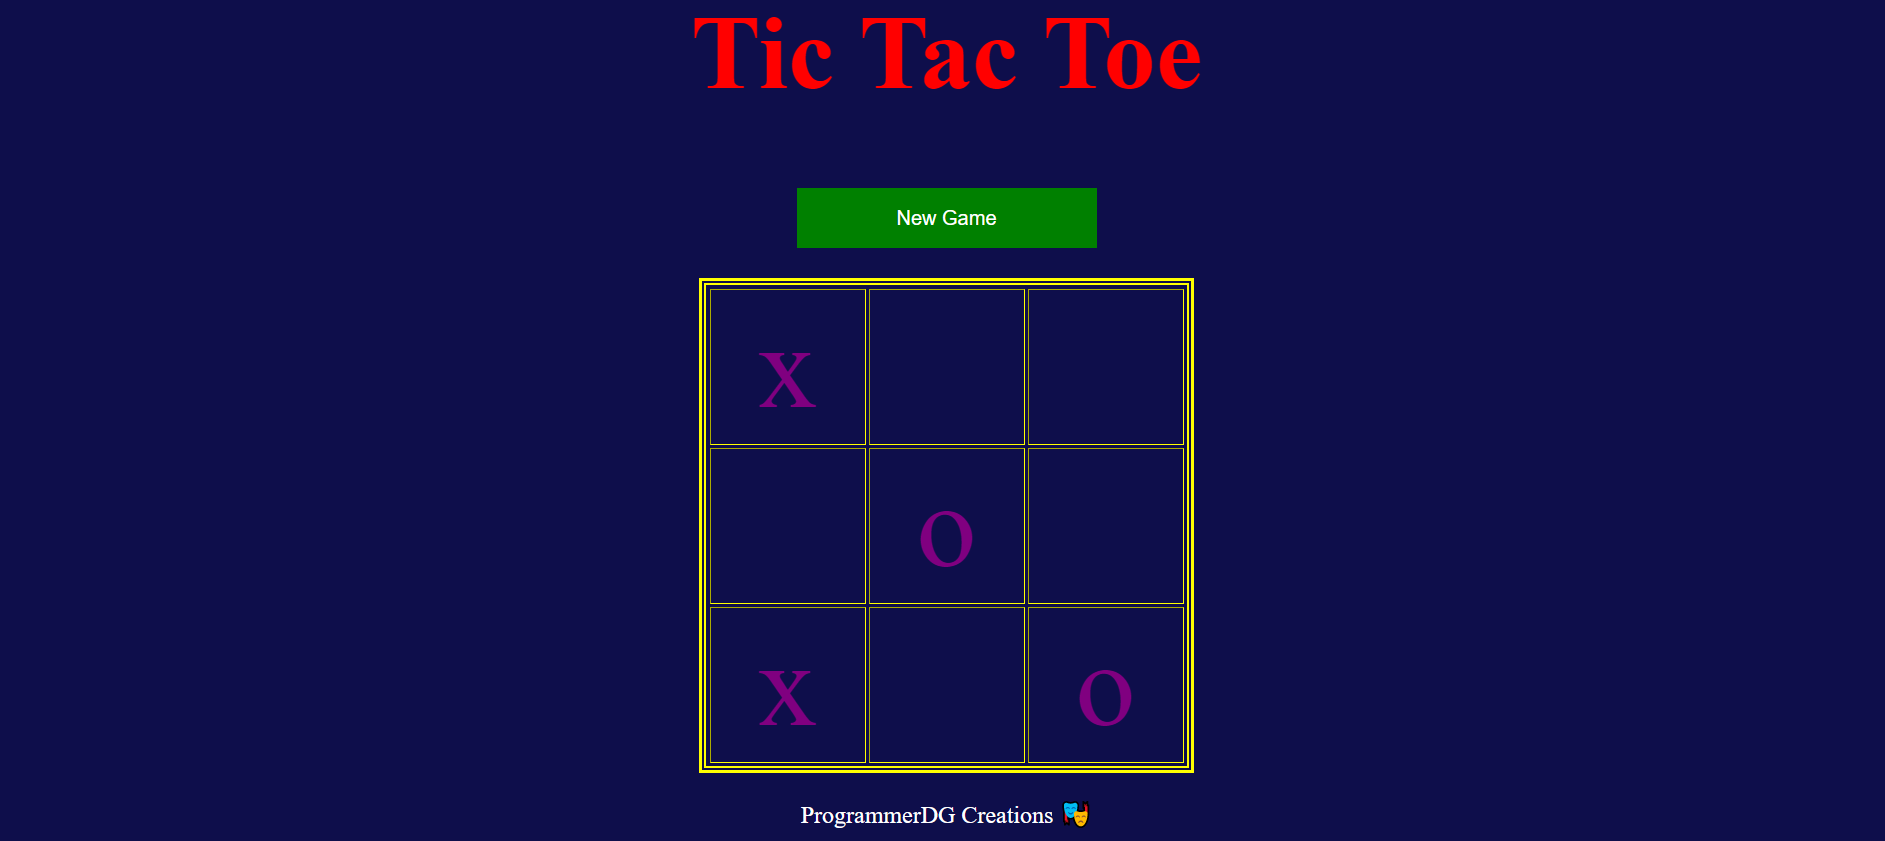 Tic Tac Toe
New Game
x
o
x o
ProgrammerDG Creations 🎭